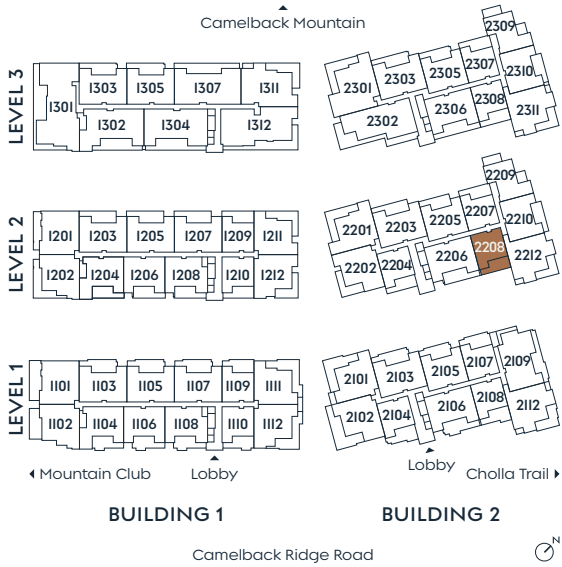 Camelback Mountain
LEVEL 3
1301 1303 1305 1307 1311
1302 1304 1312
2301 2303 2305 2307 2309 2310
2302 2306 2308 2311
LEVEL 2
1201 1203 1205 1207 1209 1211
1202 1204 1206 1208 1210 1212
2201 2203 2205 2207 2209 2210
2202 2204 2206 2208 2212
LEVEL 1
1101 1103 1105 1107 1109 1111
1102 1104 1106 1108 1110 1112
2101 2103 2105 2107 2109
2102 2104 2106 2108 2112
Mountain Club
Lobby
Lobby
Cholla Trail
BUILDING 1
BUILDING 2
Camelback Ridge Road
N